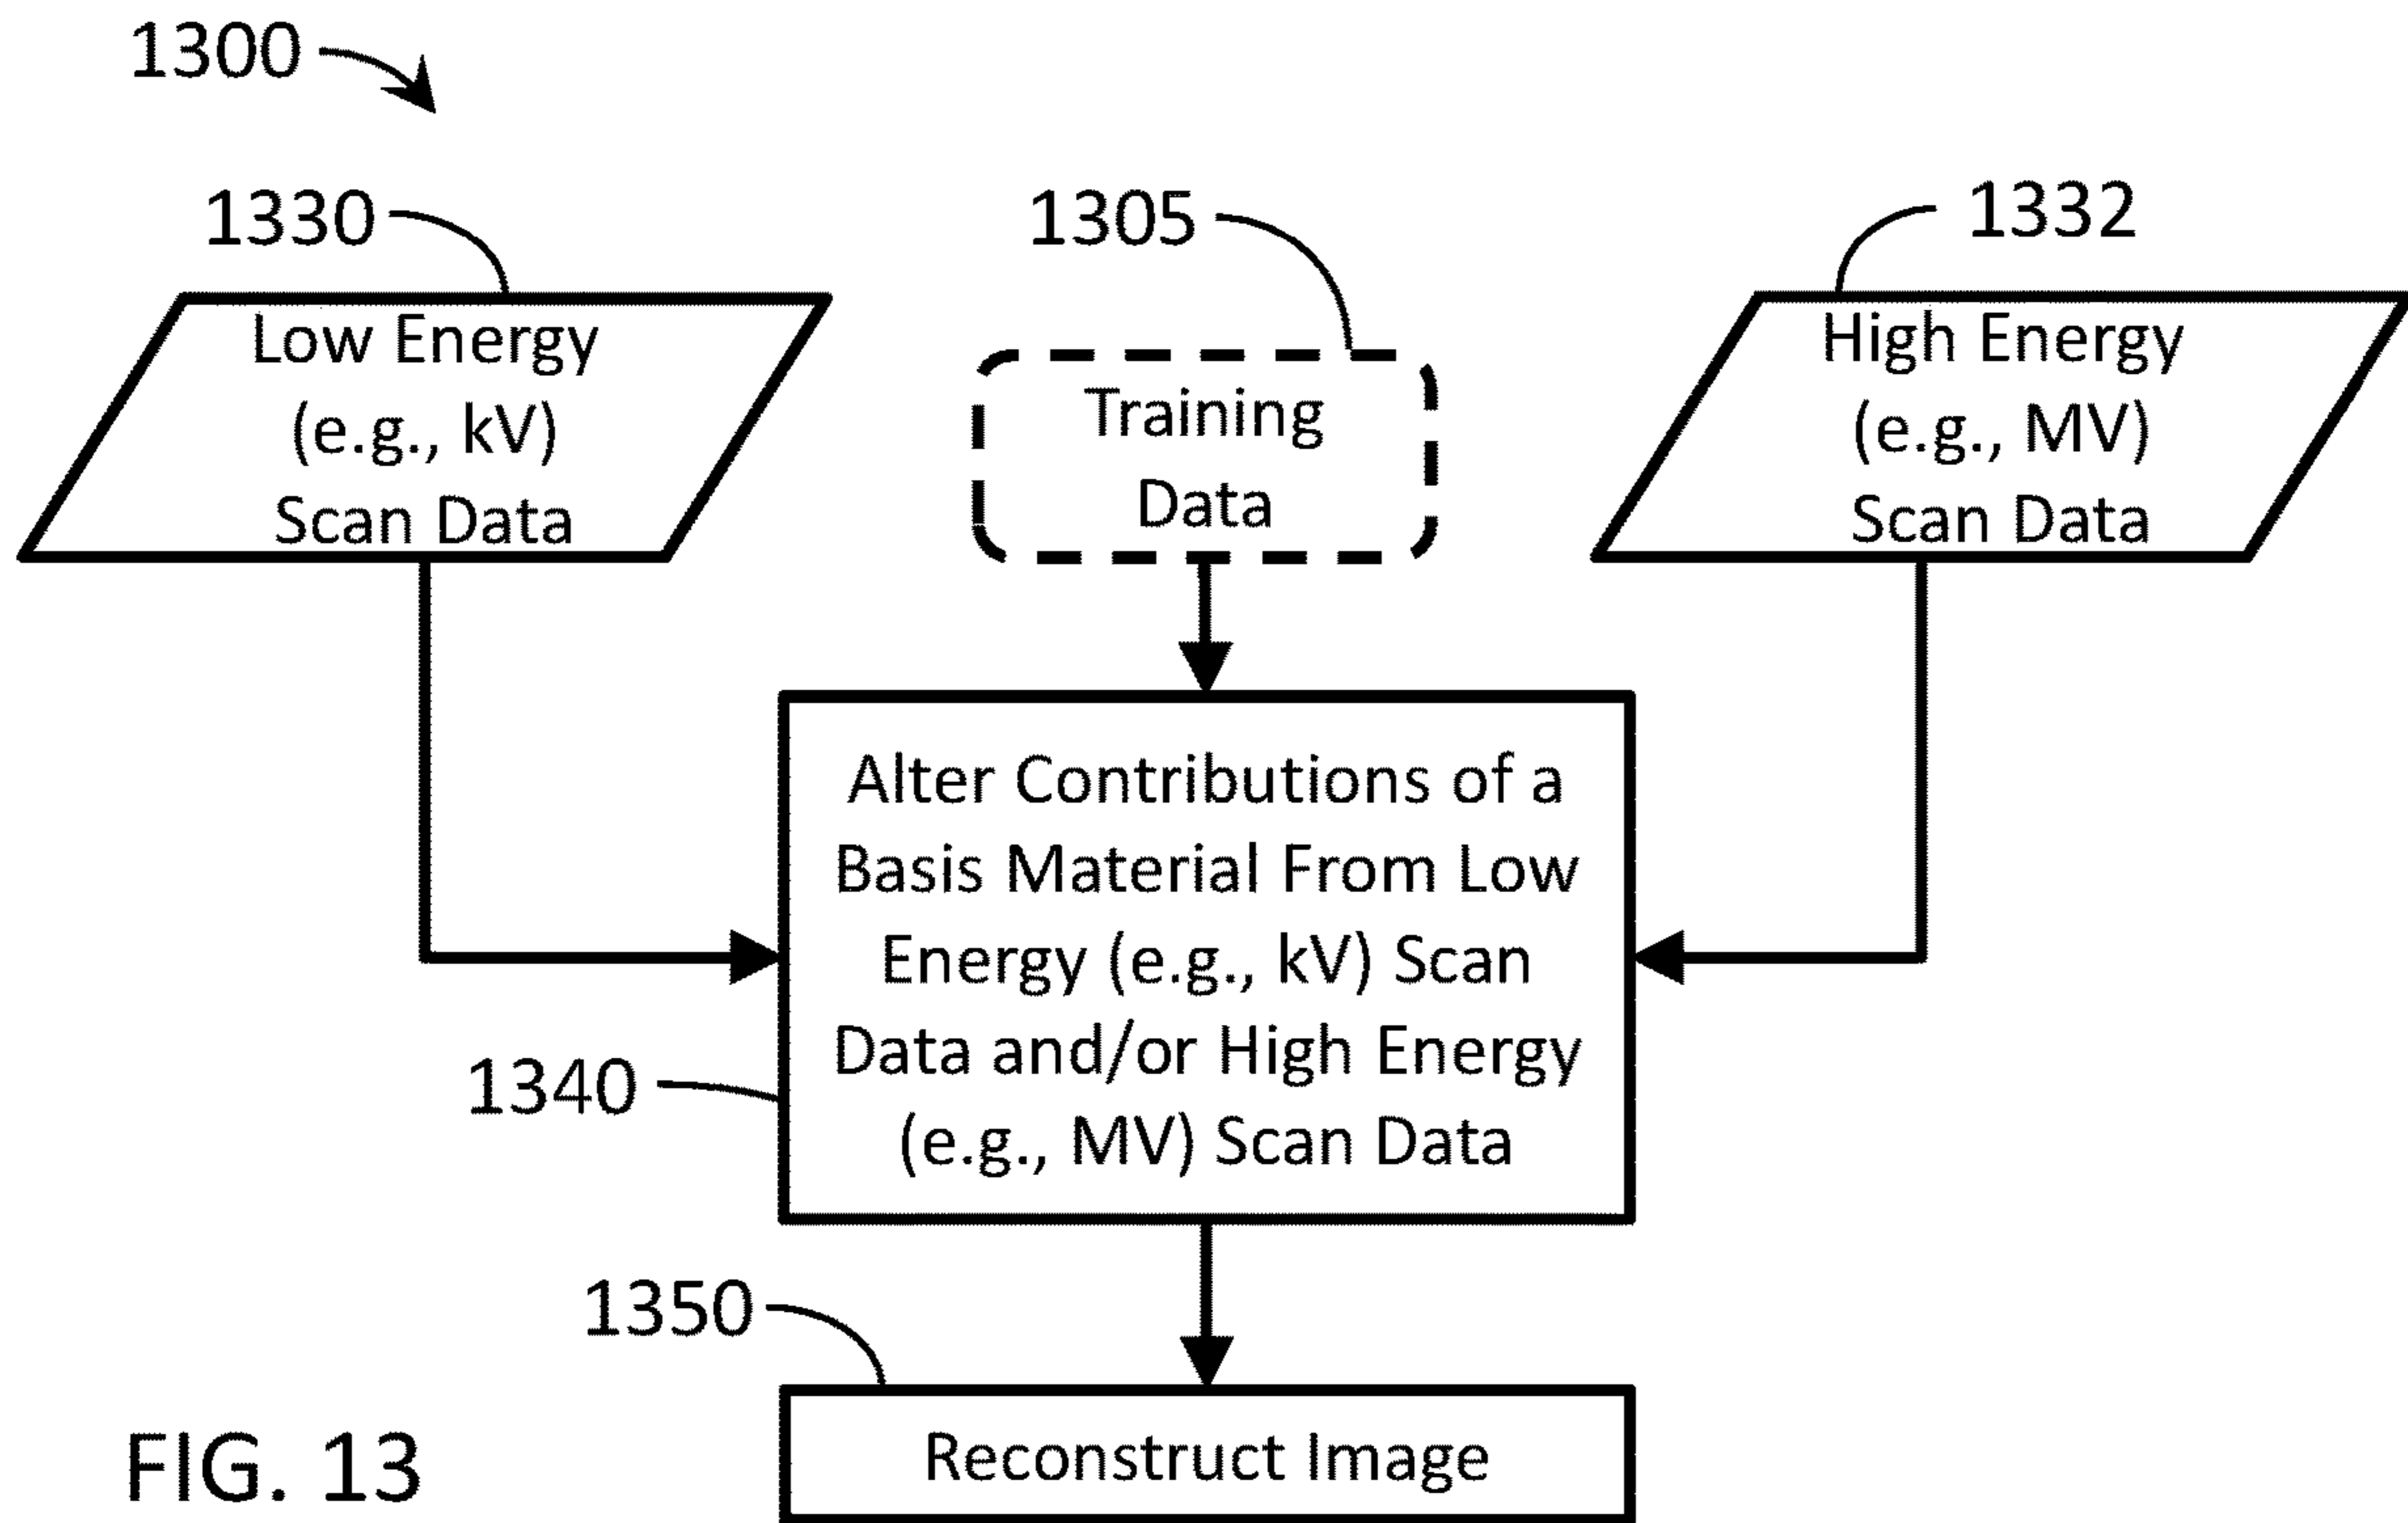 1300
1330
1305
1332
Low Energy
(e.g., kV)
Scan Data
Training
Data
High Energy
(e.g., MV)
Scan Data
Alter Contributions of a
Basis Material From Low
Energy (e.g., kV) Scan
Data and/or High Energy
(e.g., MV) Scan Data
1340
1350
Reconstruct Image
FIG. 13